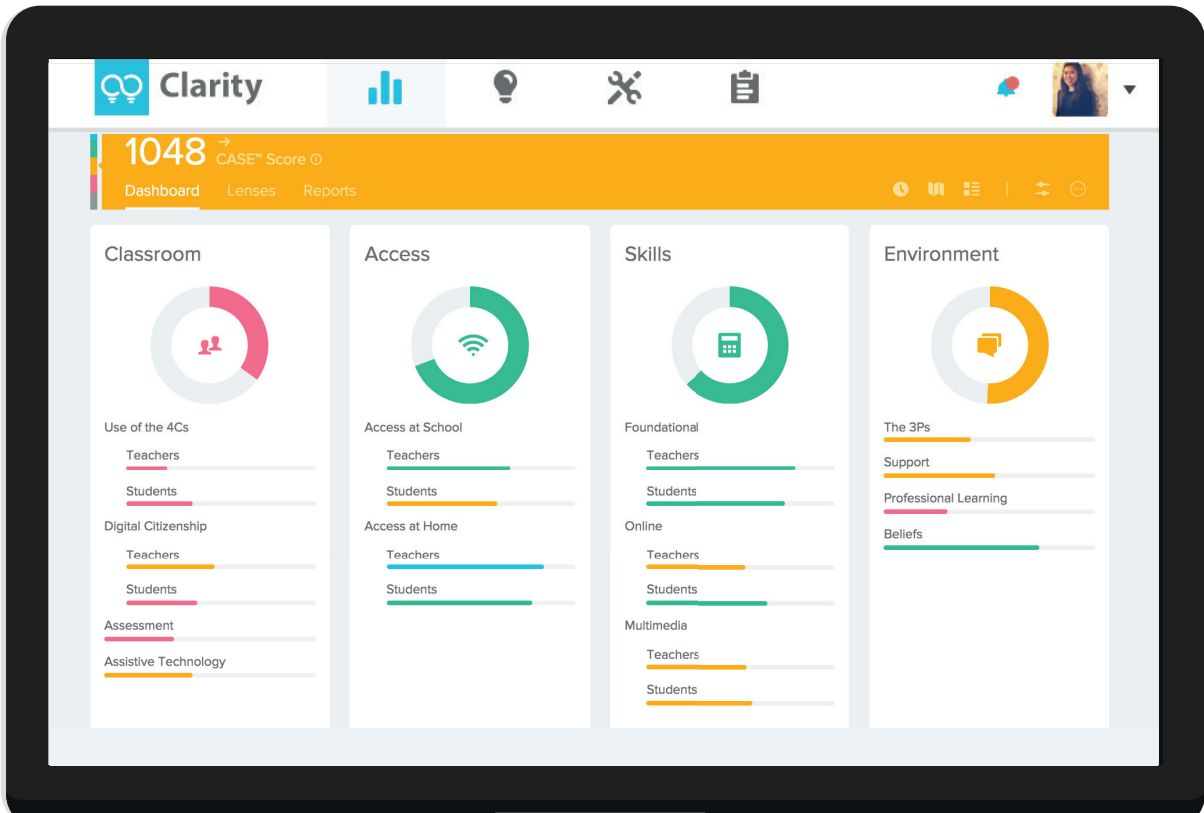 Clarity
1048 → CASE™ Score
Dashboard Lenses Reports
Classroom
Use of the 4Cs
Teachers
Students
Digital Citizenship
Teachers
Students
Assessment
Assistive Technology
Access
Access at School
Teachers
Students
Access at Home
Teachers
Students
Skills
Foundational
Teachers
Students
Online
Teachers
Students
Multimedia
Teachers
Students
Environment
The 3Ps
Support
Professional Learning
Beliefs